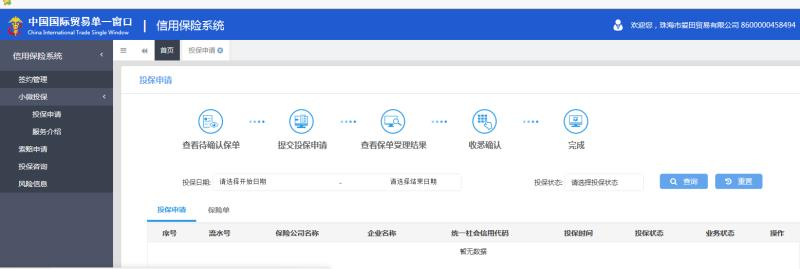 中国国际贸易单一窗口 | 信用保险系统
China International Trade Single Window
欢迎您，珠海市爱田贸易有限公司 8600000458494
信用保险系统
首页 投保申请
签约管理
小微投保
投保申请
服务介绍
索赔申请
投保咨询
风险信息
投保申请
查看待确认保单 提交投保申请 查看保单受理结果 收悉确认 完成
投保日期: 请选择开始日期 - 请选择结束日期 投保状态: 请选择投保状态 查询 重置
投保申请 保险单
序号 流水号 保险公司名称 企业名称 统一社会信用代码 投保时间 投保状态 业务状态 操作
暂无数据